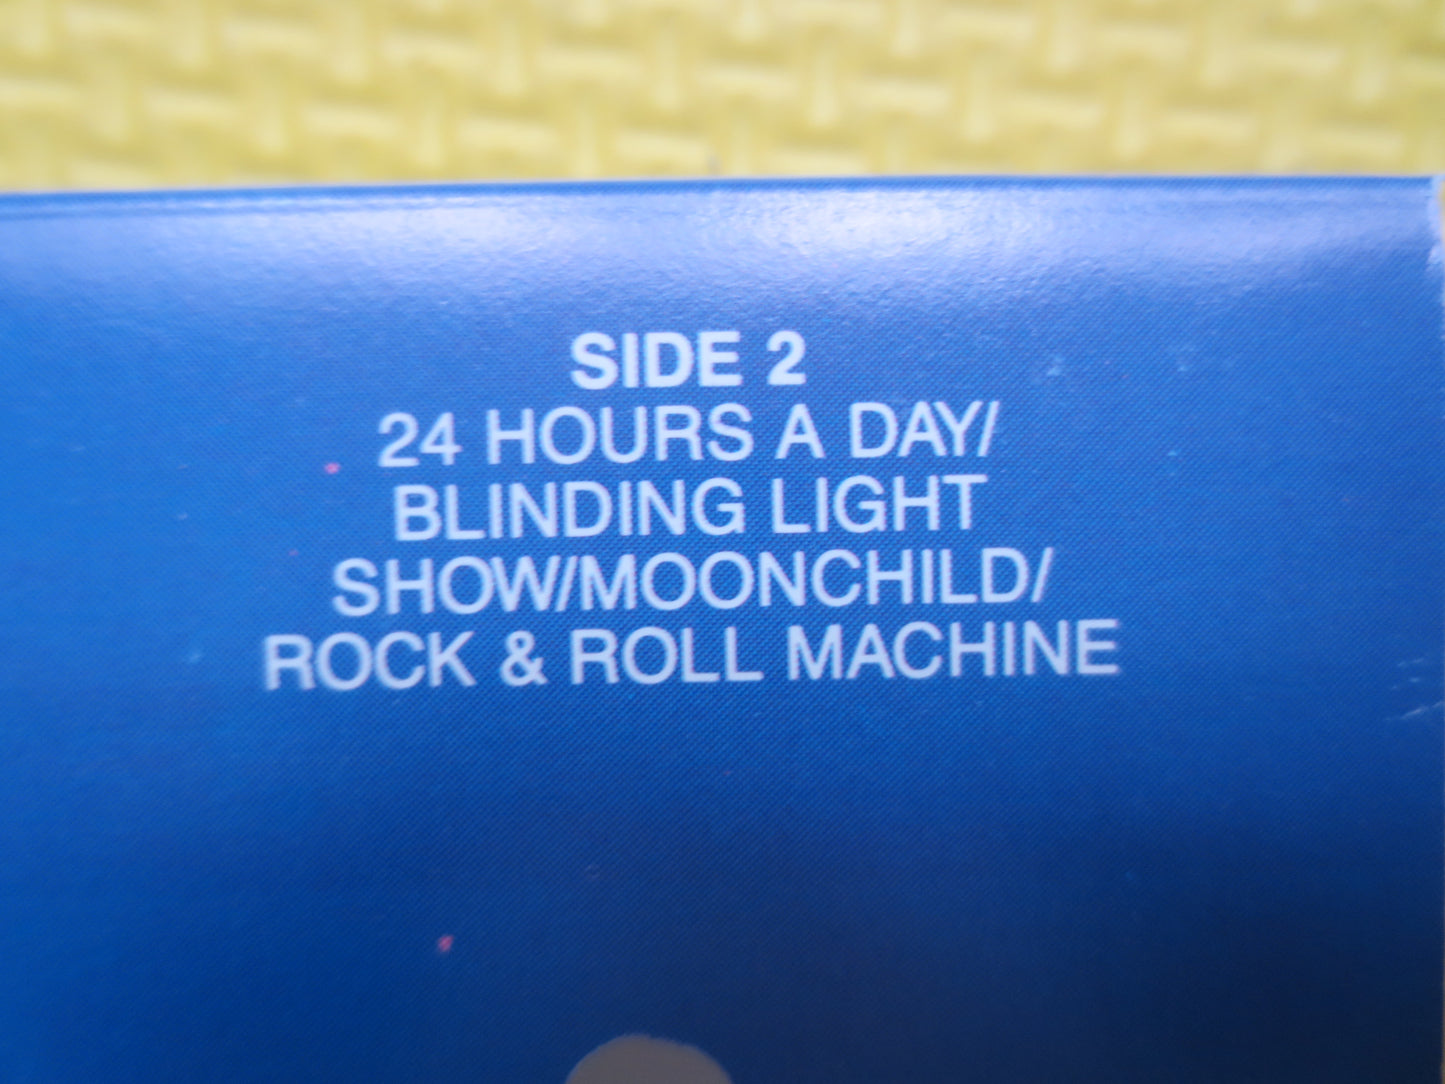 SIDE 2
24 HOURS A DAY/
BLINDING LIGHT
SHOW/MOONCHILD/
ROCK & ROLL MACHINE